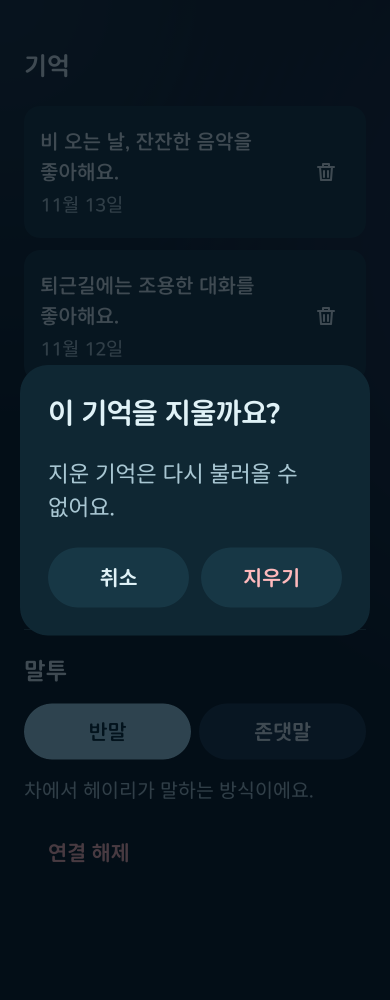 기억
비 오는 날, 잔잔한 음악을
좋아해요.
11월 13일
퇴근길에는 조용한 대화를
좋아해요.
11월 12일
이 기억을 지울까요?
지운 기억은 다시 불러올 수
없어요.
취소
지우기
말투
반말
존댓말
차에서 헤이리가 말하는 방식이에요.
연결 해제